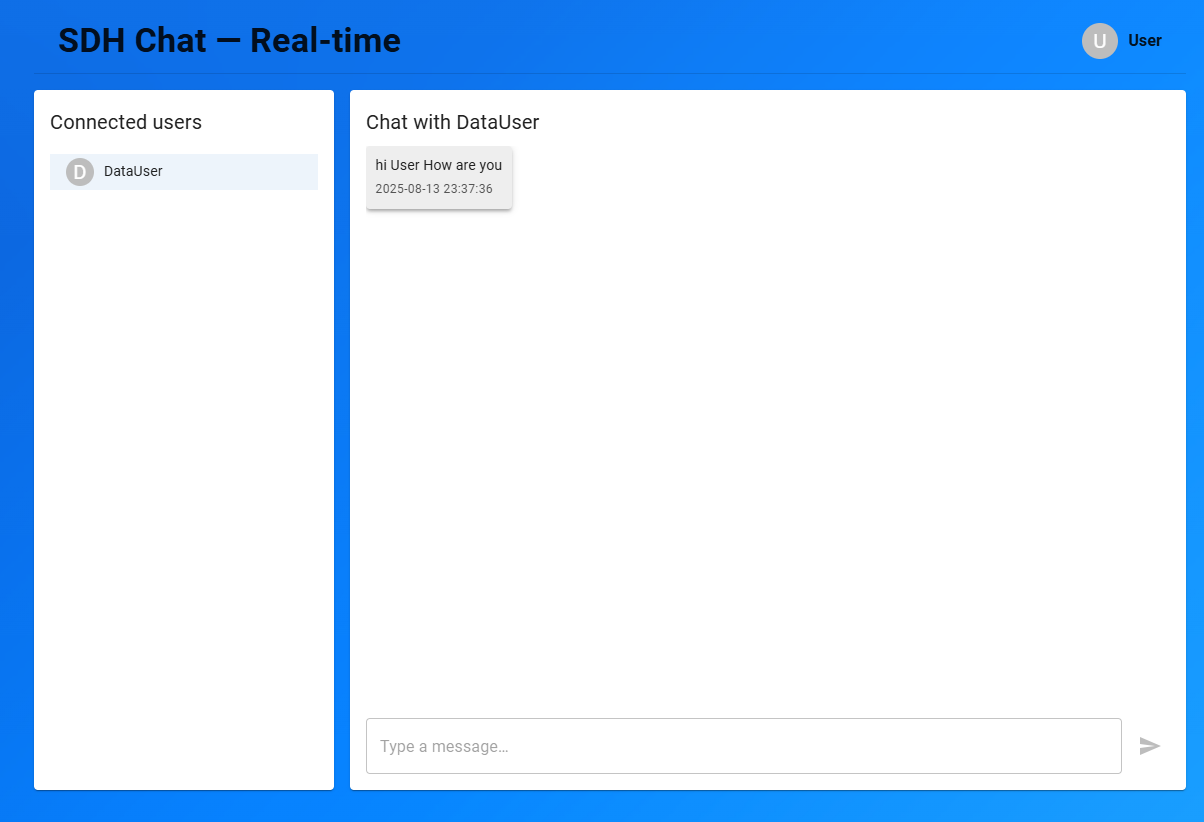 SDH Chat — Real-time
U User
Connected users
D DataUser
Chat with DataUser
hi User How are you
2025-08-13 23:37:36
Type a message…